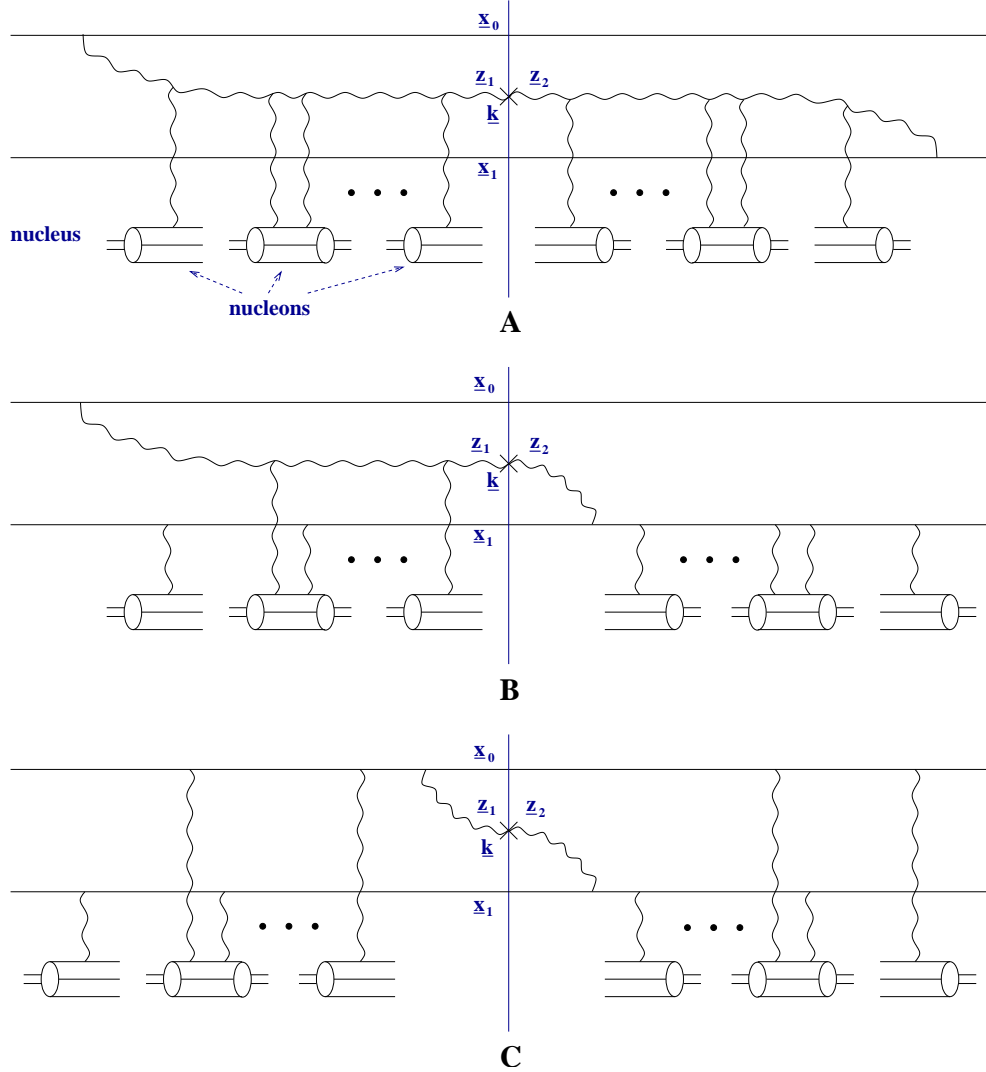 x₀
z₁ z₂
k
x₁
nucleus
nucleons
A
x₀
z₁ z₂
k
x₁
B
x₀
z₁ z₂
k
x₁
C